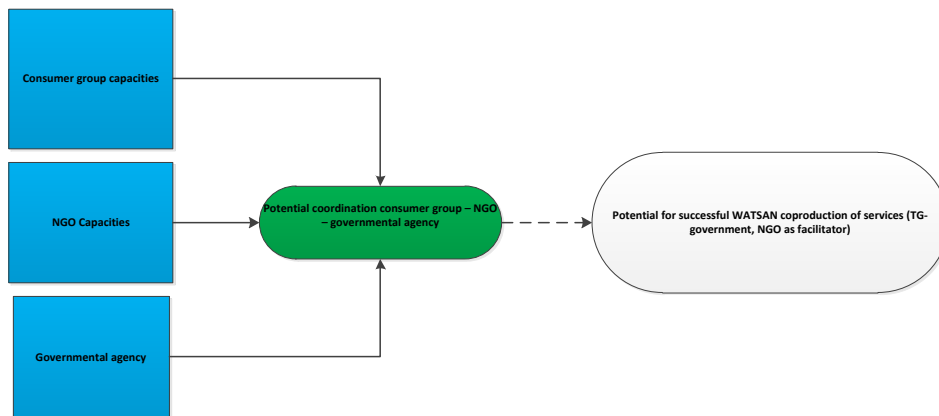 Consumer group capacities
NGO Capacities
Governmental agency
Potential coordination consumer group – NGO
– governmental agency
Potential for successful WATSAN coproduction of services (TG-
government, NGO as facilitator)